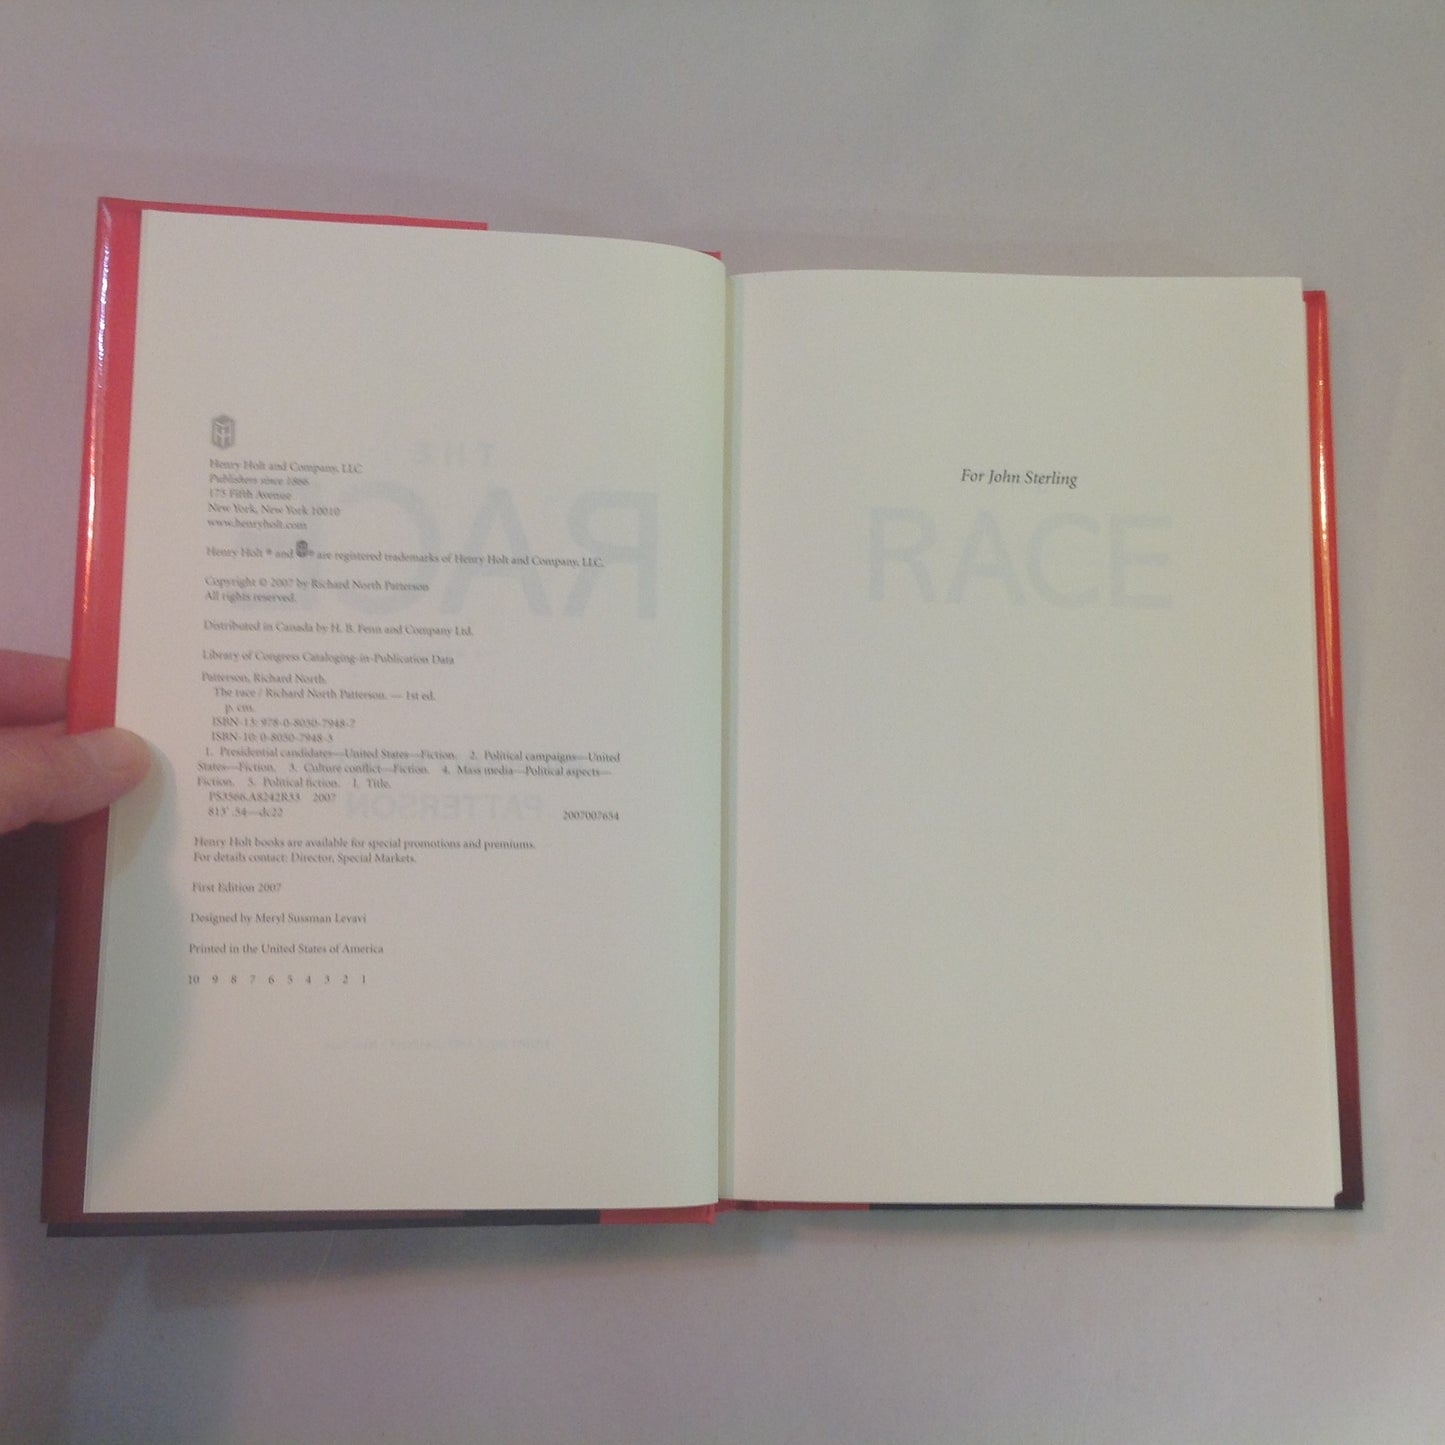 Henry Holt and Company, LLC
Publishers since 1866
175 Fifth Avenue
New York, New York 10010
www.henryholt.com
Henry Holt ® and ® are registered trademarks of Henry Holt and Company, LLC.
Copyright © 2007 by Richard North Patterson
All rights reserved.
Distributed in Canada by H. B. Fenn and Company Ltd.
Library of Congress Cataloging-in-Publication Data
Patterson, Richard North.
The race / Richard North Patterson. — 1st ed.
p. cm.
ISBN-13: 978-0-8050-7948-7
ISBN-10: 0-8050-7948-3
1. Presidential candidates—United States—Fiction. 2. Political campaigns—United
States—Fiction. 3. Culture conflict—Fiction. 4. Mass media—Political aspects—
Fiction. 5. Political fiction. I. Title.
PS3566.A8242R33 2007
813'.54—dc22 2007007654
Henry Holt books are available for special promotions and premiums.
For details contact: Director, Special Markets.
First Edition 2007
Designed by Meryl Sussman Levavi
Printed in the United States of America
10 9 8 7 6 5 4 3 2 1
For John Sterling
RACE
THE
RAC
PATTERSON